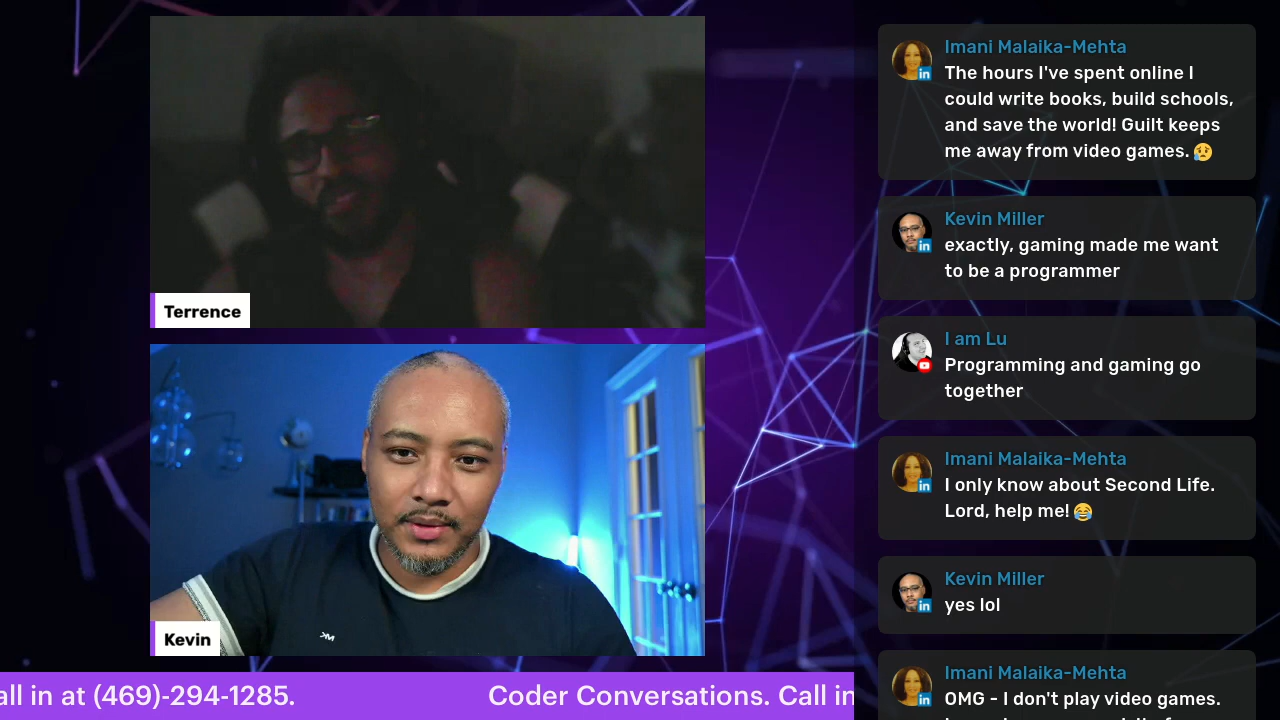 Terrence
Kevin
all in at (469)-294-1285.
Coder Conversations. Call in
Imani Malaika-Mehta
The hours I've spent online I
could write books, build schools,
and save the world! Guilt keeps
me away from video games. 😥
Kevin Miller
exactly, gaming made me want
to be a programmer
I am Lu
Programming and gaming go
together
Imani Malaika-Mehta
I only know about Second Life.
Lord, help me! 😂
Kevin Miller
yes lol
Imani Malaika-Mehta
OMG - I don't play video games.